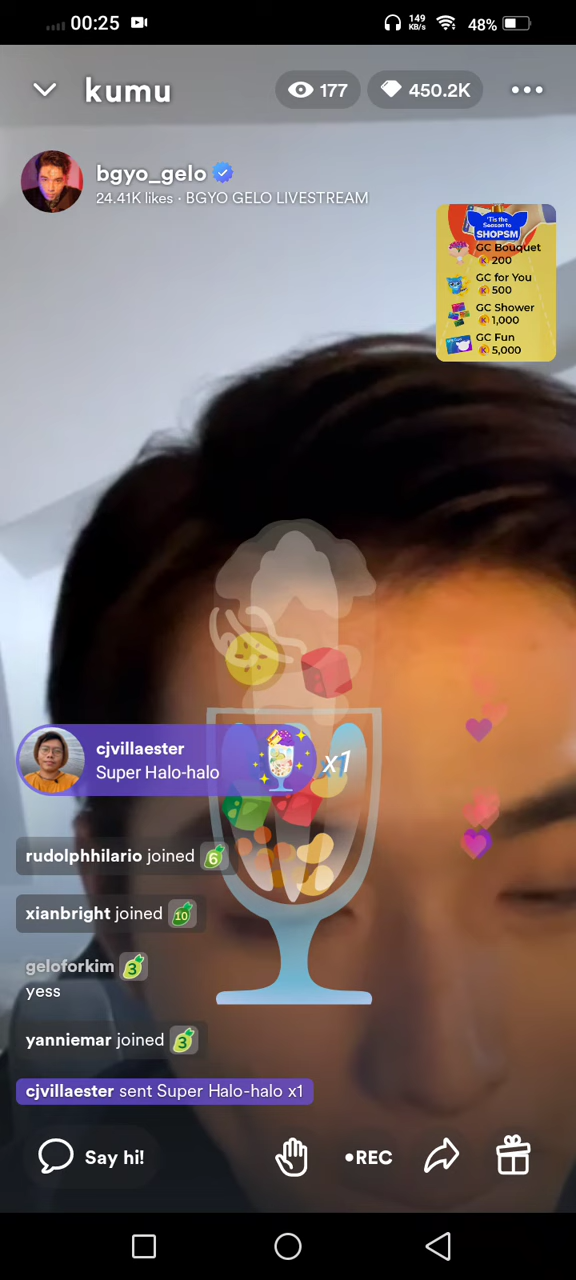 00:25
149
KB/s
48%
kumu
177
450.2K
bgyo_gelo
24.41K likes · BGYO GELO LIVESTREAM
'Tis the
Season to
SHOPSM
GC Bouquet
200
GC for You
500
GC Shower
1,000
GC Fun
5,000
cjvillaester
Super Halo-halo
x1
rudolphhilario joined 6
xianbright joined 10
geloforkim 3
yess
yanniemar joined 3
cjvillaester sent Super Halo-halo x1
Say hi!
•REC